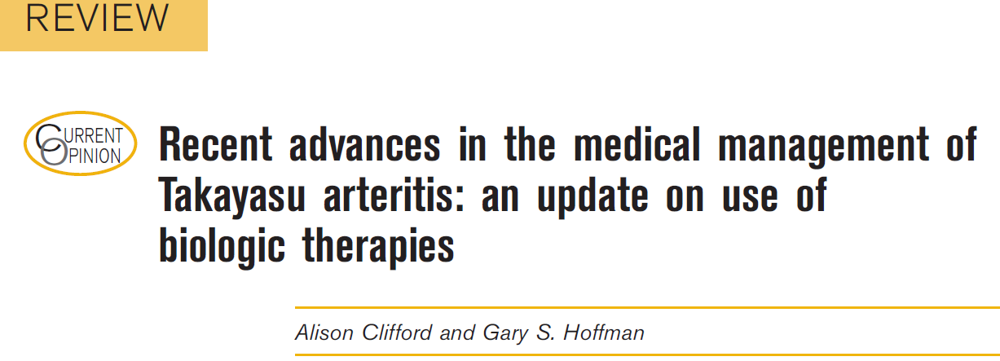 REVIEW
CURRENT
OPINION
Recent advances in the medical management of
Takayasu arteritis: an update on use of
biologic therapies
Alison Clifford and Gary S. Hoffman